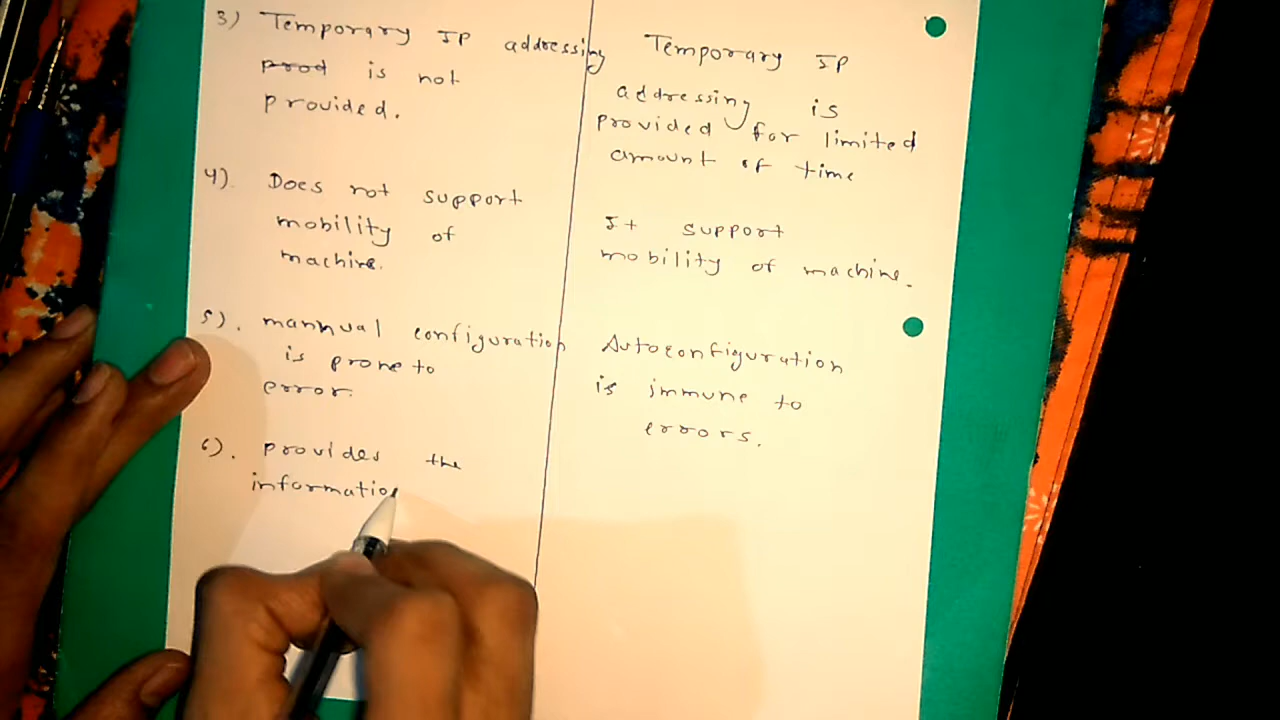 3) Temporary IP addressing
prod is not
provided.
Temporary IP
addressing is
provided for limited
amount of time
4). Does not support
mobility of
machine.
It support
mobility of machine.
5). mannual configuration
is prone to
error.
Autoconfiguration
is immune to
errors.
6). provides the
information